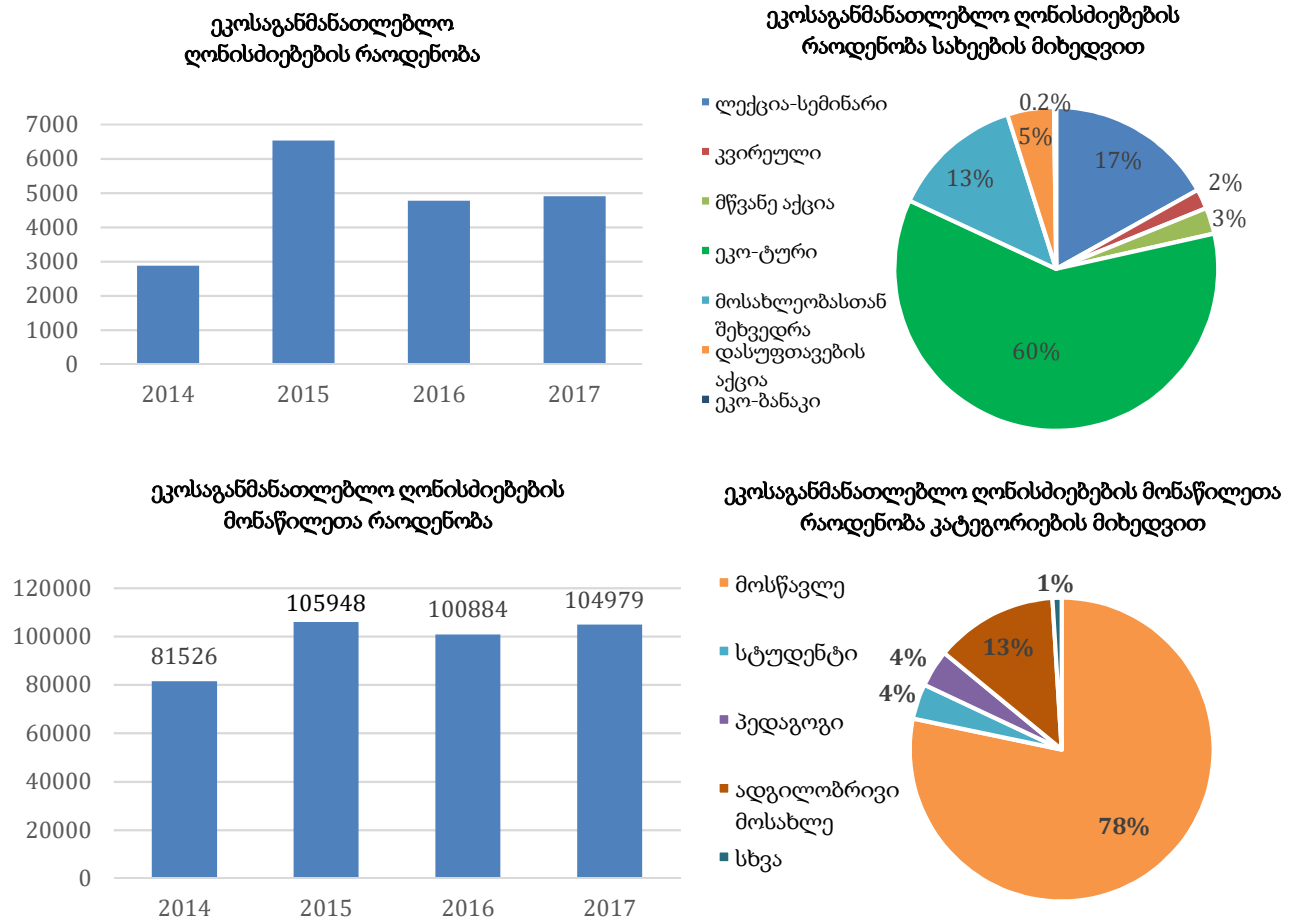 ეკოსაგანმანათლებლო
ღონისძიებების რაოდენობა
7000
6000
5000
4000
3000
2000
1000
0
2014 2015 2016 2017
ეკოსაგანმანათლებლო ღონისძიებების
რაოდენობა სახეების მიხედვით
ლექცია-სემინარი
კვირეული
მწვანე აქცია
ეკო-ტური
მოსახლეობასთან
შეხვედრა
დასუფთავების
აქცია
ეკო-ბანაკი
0.2%
5%
17%
13%
2%
3%
60%
ეკოსაგანმანათლებლო ღონისძიებების
მონაწილეთა რაოდენობა
120000
100000
80000
60000
40000
20000
0
81526
105948
100884
104979
2014 2015 2016 2017
ეკოსაგანმანათლებლო ღონისძიებების მონაწილეთა
რაოდენობა კატეგორიების მიხედვით
მოსწავლე
სტუდენტი
პედაგოგი
ადგილობრივი
მოსახლე
სხვა
1%
13%
4%
4%
78%